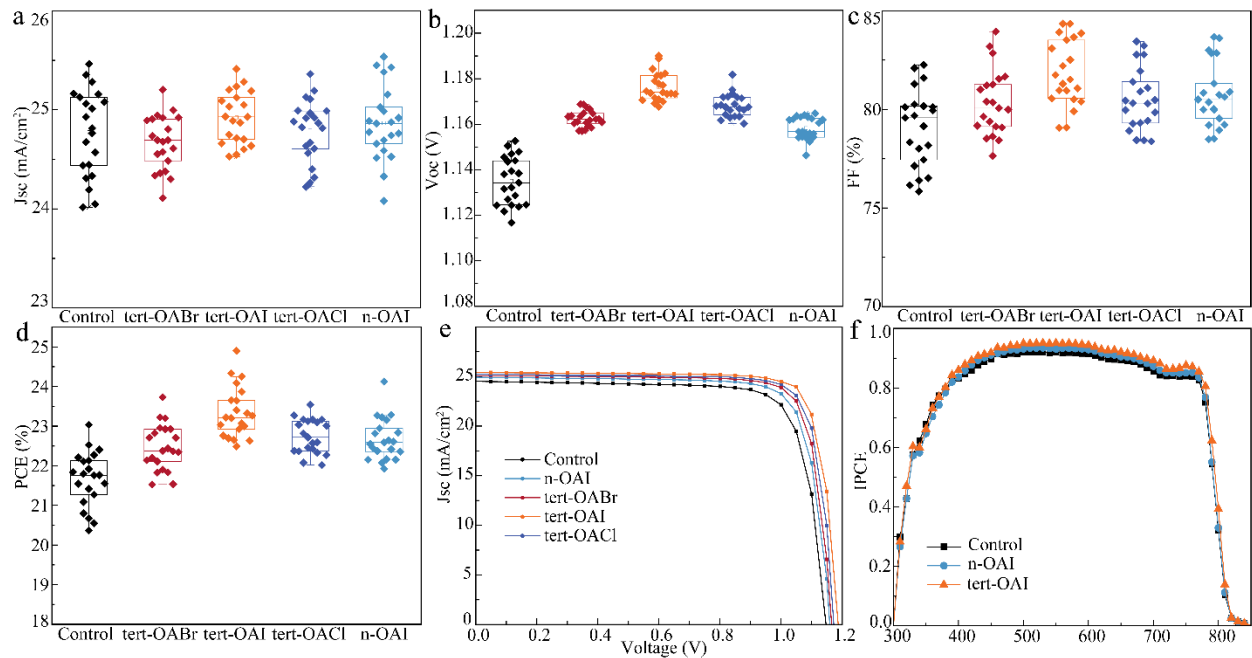 a
26
25
24
23
Jsc (mA/cm²)
Control tert-OABr tert-OAI tert-OACl n-OAI
b
1.20
1.18
1.16
1.14
1.12
1.10
1.08
Voc (V)
Control tert-OABr tert-OAI tert-OACl n-OAI
c
85
80
75
70
FF (%)
Control tert-OABr tert-OAI tert-OACl n-OAI
d
25
24
23
22
21
20
19
18
PCE (%)
Control tert-OABr tert-OAI tert-OACl n-OAI
e
25
20
15
10
5
0
Jsc (mA/cm²)
Control
n-OAI
tert-OABr
tert-OAI
tert-OACl
0.0 0.2 0.4 0.6 0.8 1.0 1.2
Voltage (V)
f
1.0
0.8
0.6
0.4
0.2
0.0
IPCE
Control
n-OAI
tert-OAI
300 400 500 600 700 800